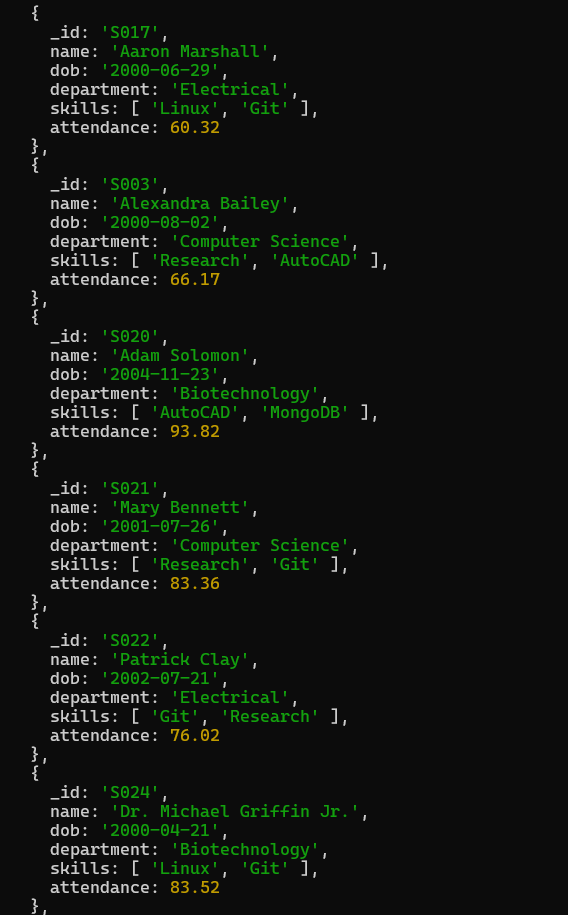 {
_id: 'S017',
name: 'Aaron Marshall',
dob: '2000-06-29',
department: 'Electrical',
skills: [ 'Linux', 'Git' ],
attendance: 60.32
},
{
_id: 'S003',
name: 'Alexandra Bailey',
dob: '2000-08-02',
department: 'Computer Science',
skills: [ 'Research', 'AutoCAD' ],
attendance: 66.17
},
{
_id: 'S020',
name: 'Adam Solomon',
dob: '2004-11-23',
department: 'Biotechnology',
skills: [ 'AutoCAD', 'MongoDB' ],
attendance: 93.82
},
{
_id: 'S021',
name: 'Mary Bennett',
dob: '2001-07-26',
department: 'Computer Science',
skills: [ 'Research', 'Git' ],
attendance: 83.36
},
{
_id: 'S022',
name: 'Patrick Clay',
dob: '2002-07-21',
department: 'Electrical',
skills: [ 'Git', 'Research' ],
attendance: 76.02
},
{
_id: 'S024',
name: 'Dr. Michael Griffin Jr.',
dob: '2000-04-21',
department: 'Biotechnology',
skills: [ 'Linux', 'Git' ],
attendance: 83.52
},